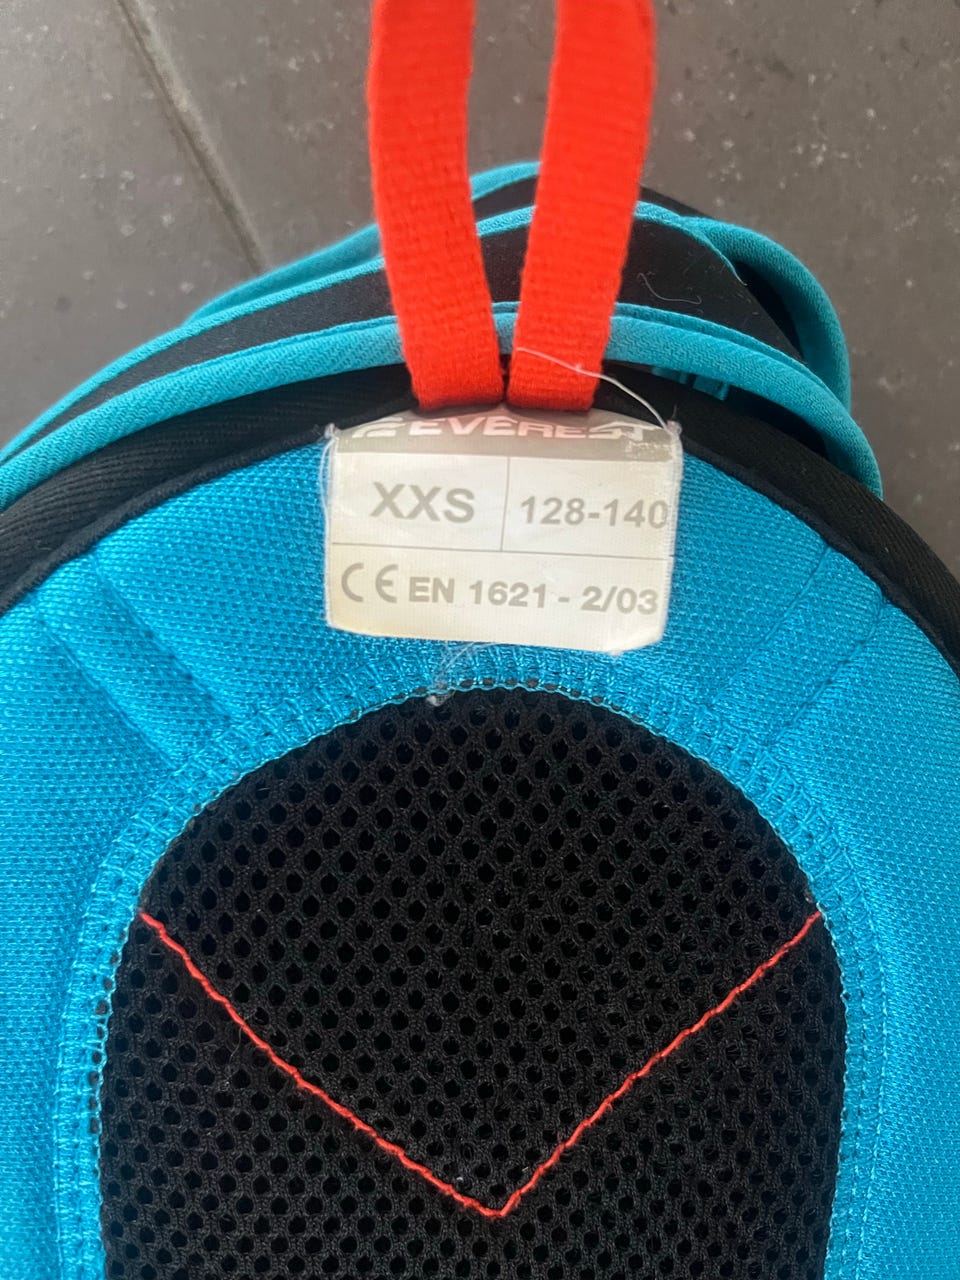 EVEREST
XXS 128-140
CE EN 1621 - 2/03